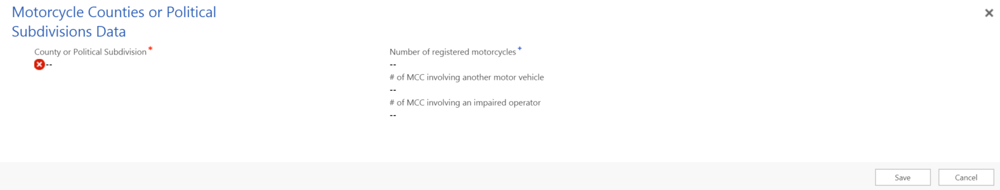 Motorcycle Counties or Political
Subdivisions Data
County or Political Subdivision*
--
Number of registered motorcycles+
--
# of MCC involving another motor vehicle
--
# of MCC involving an impaired operator
--
Save
Cancel